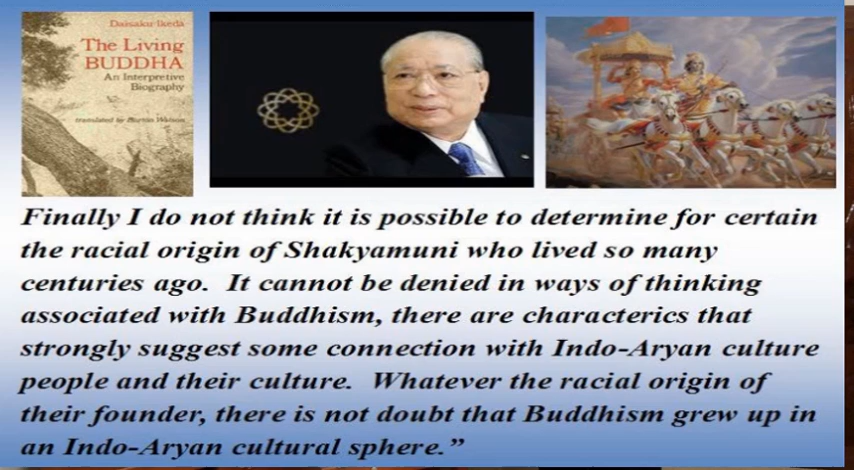 Daisaku Ikeda
The Living
BUDDHA
An Interpretive
Biography
translated by Burton Watson
Finally I do not think it is possible to determine for certain
the racial origin of Shakyamuni who lived so many
centuries ago.  It cannot be denied in ways of thinking
associated with Buddhism, there are characterics that
strongly suggest some connection with Indo-Aryan culture
people and their culture.  Whatever the racial origin of
their founder, there is not doubt that Buddhism grew up in
an Indo-Aryan cultural sphere.”